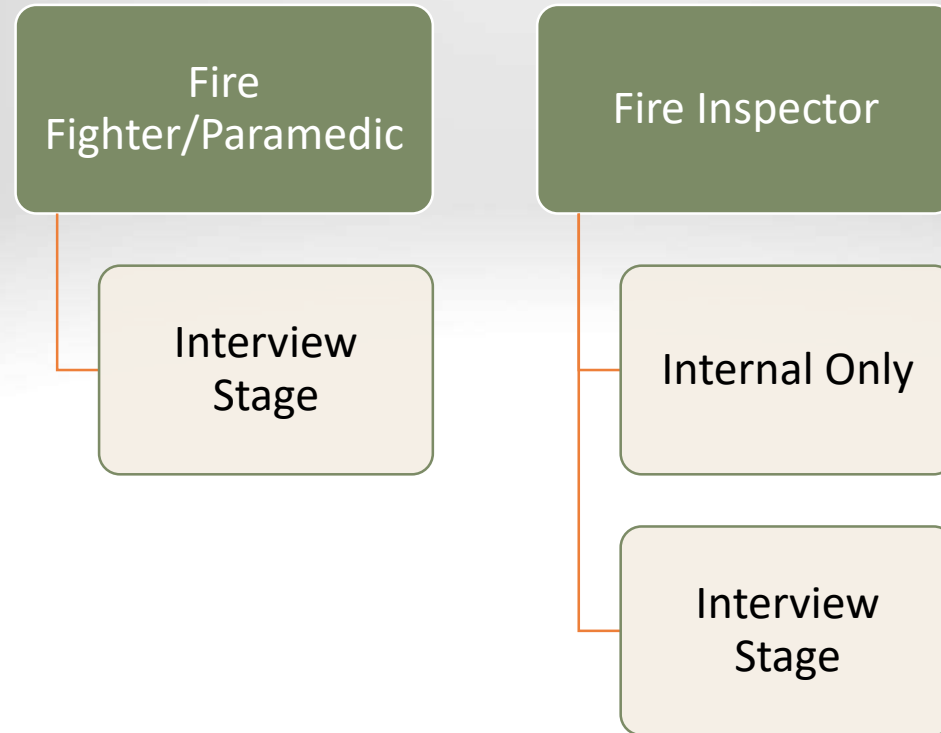 Fire
Fighter/Paramedic
Interview
Stage
Fire Inspector
Internal Only
Interview
Stage